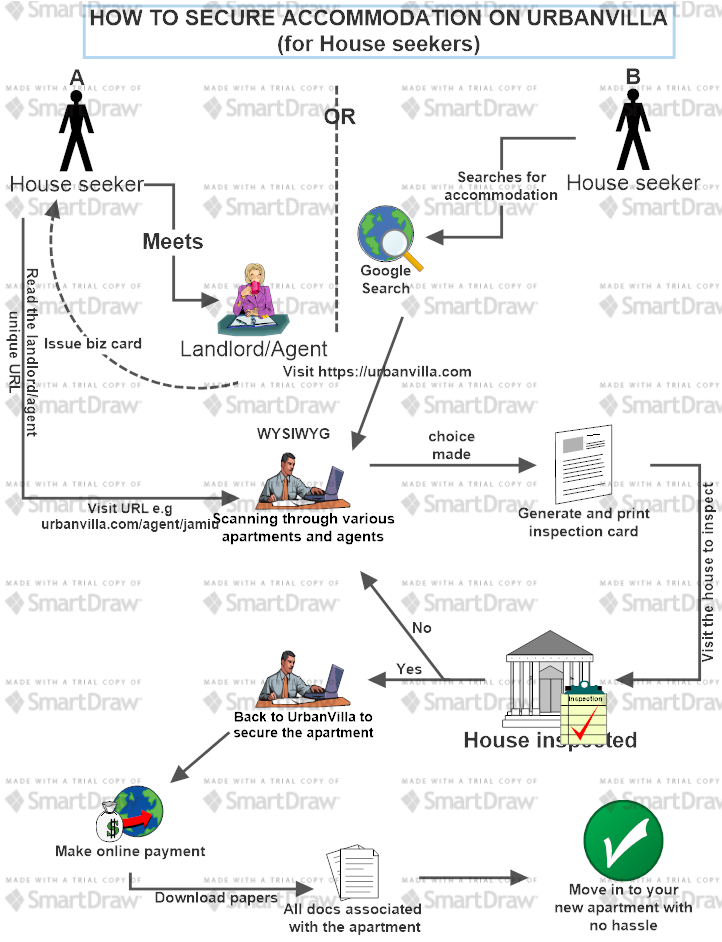 HOW TO SECURE ACCOMMODATION ON URBANVILLA
(for House seekers)
MADE WITH A TRIAL COPY OF
SmartDraw
A
B
OR
House seeker
House seeker
Searches for
accommodation
Meets
Google
Search
Landlord/Agent
Issue biz card
Read the landlord/agent
unique URL
Visit https://urbanvilla.com
WYSIWYG
choice
made
Visit URL e.g
urbanvilla.com/agent/jamiu
Scanning through various
apartments and agents
Generate and print
inspection card
Visit the house to inspect
No
Yes
Inspection
House inspected
Back to UrbanVilla to
secure the apartment
$
Make online payment
Download papers
All docs associated
with the apartment
Move in to your
new apartment with
no hassle